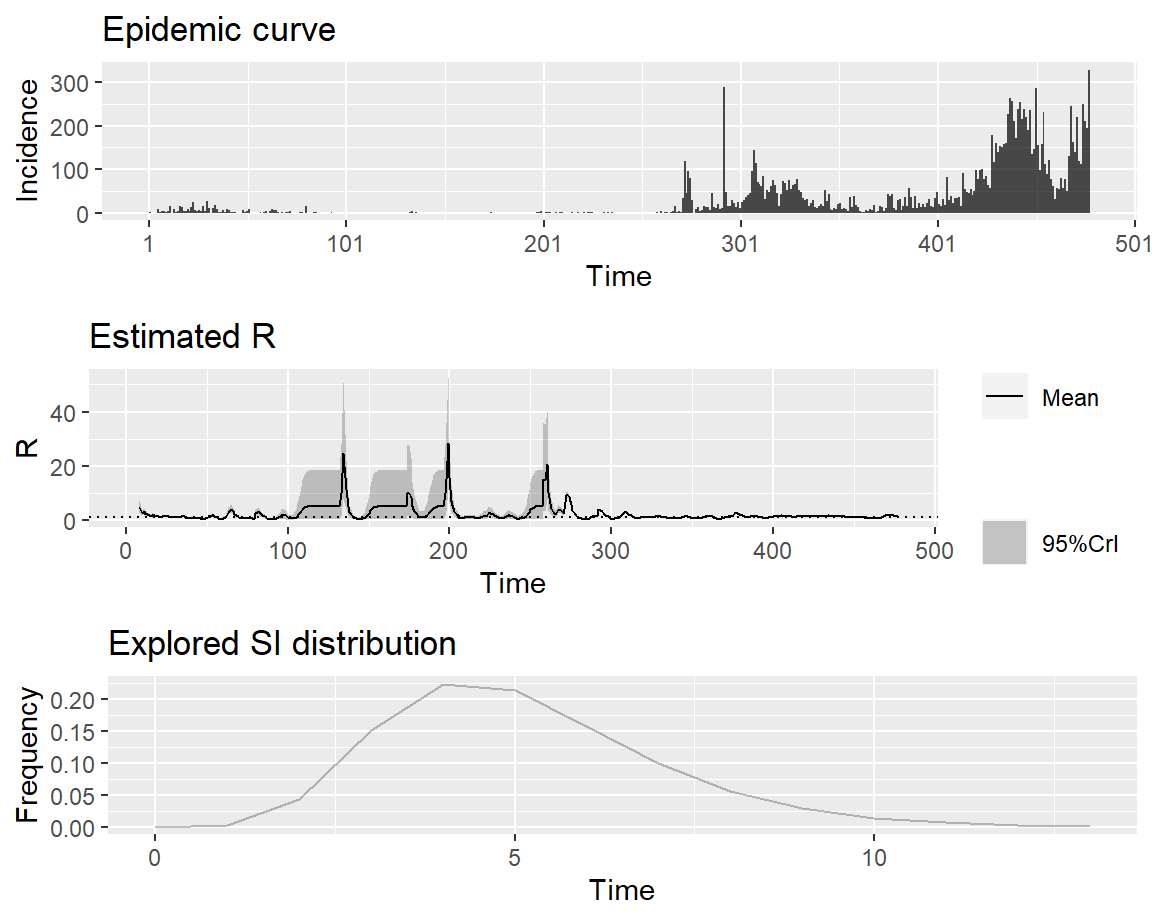 Epidemic curve
Incidence
300
200
100
0
1 101 201 301 401 501
Time
Estimated R
R
40
20
0
0 100 200 300 400 500
Time
Mean
95%CrI
Explored SI distribution
Frequency
0.20
0.15
0.10
0.05
0.00
0 5 10
Time